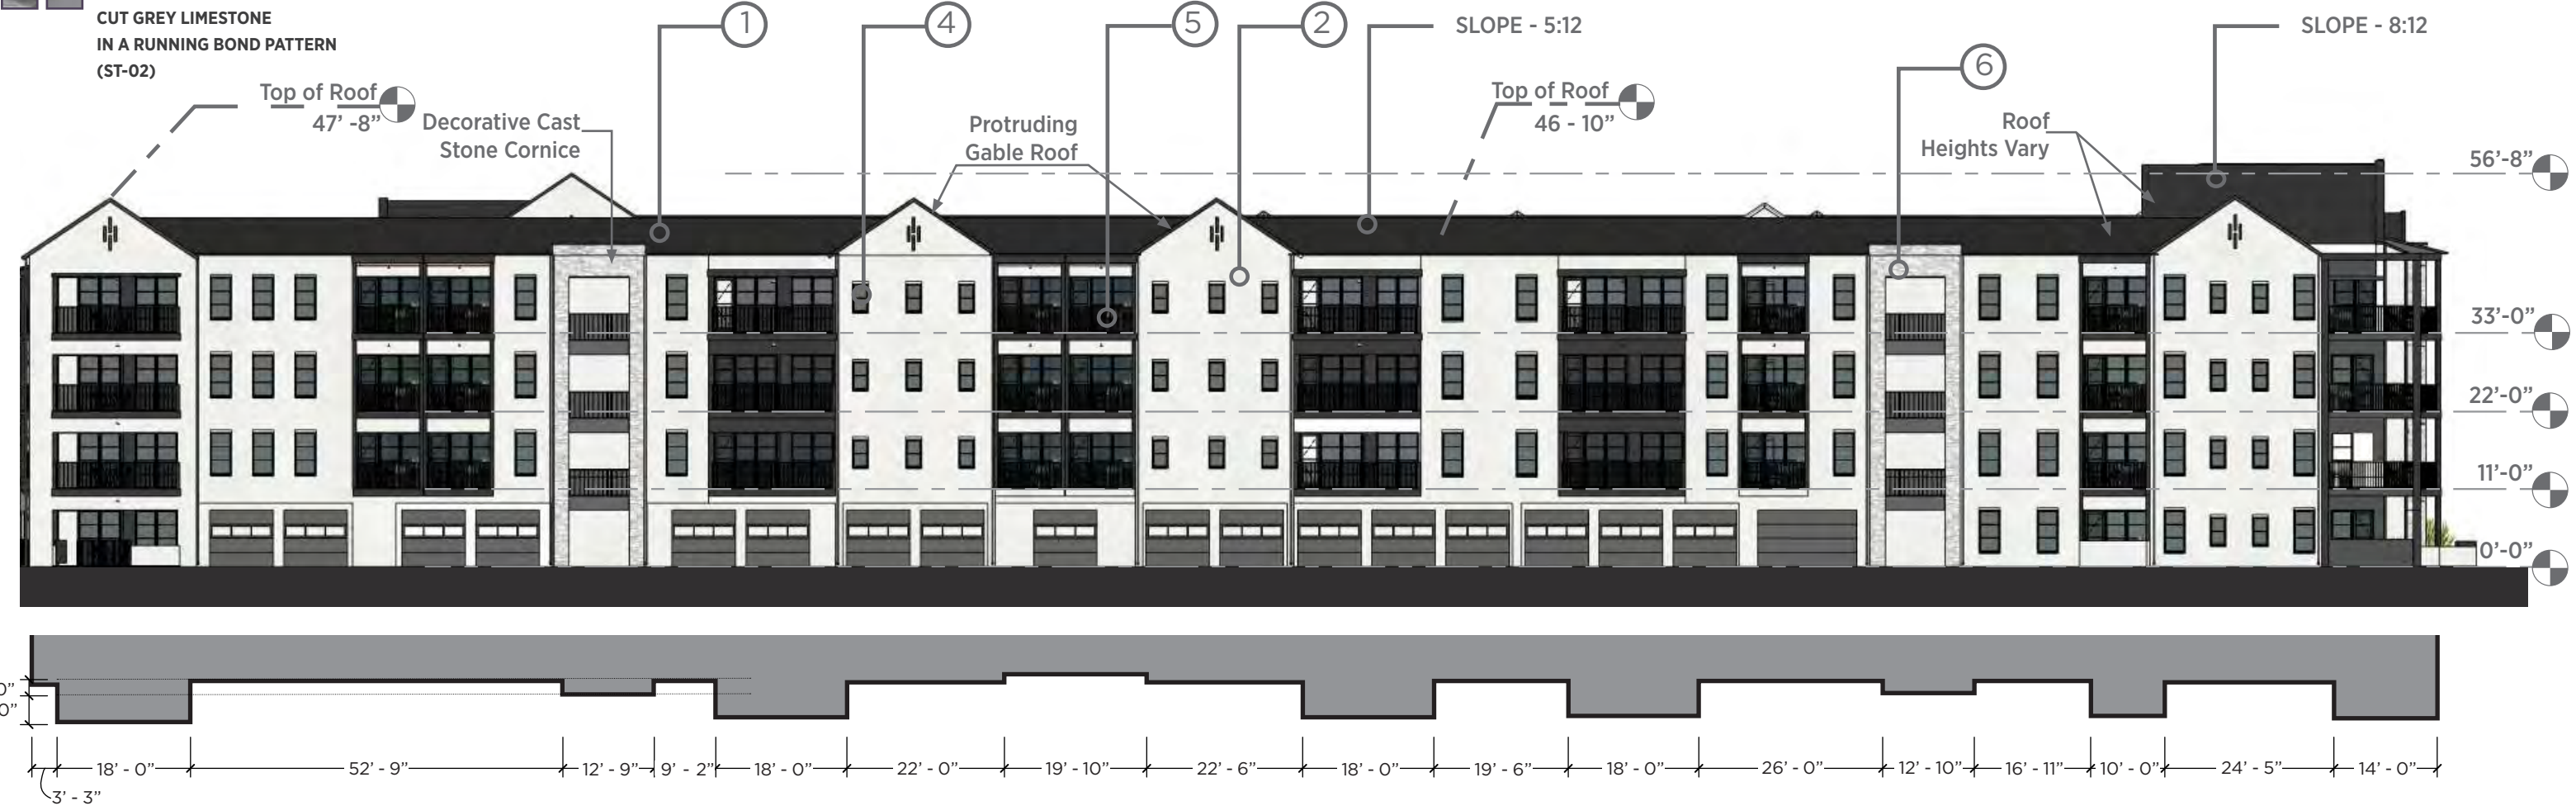 CUT GREY LIMESTONE
IN A RUNNING BOND PATTERN
(ST-02)
1
4
5
2
SLOPE - 5:12
6
SLOPE - 8:12
Top of Roof
47' -8"
Decorative Cast
Stone Cornice
Protruding
Gable Roof
Top of Roof
46 - 10"
Roof
Heights Vary
56'-8"
33'-0"
22'-0"
11'-0"
0'-0"
0"
0"
3' - 3"
18' - 0"
52' - 9"
12' - 9"
9' - 2"
18' - 0"
22' - 0"
19' - 10"
22' - 6"
18' - 0"
19' - 6"
18' - 0"
26' - 0"
12' - 10"
16' - 11"
10' - 0"
24' - 5"
14' - 0"